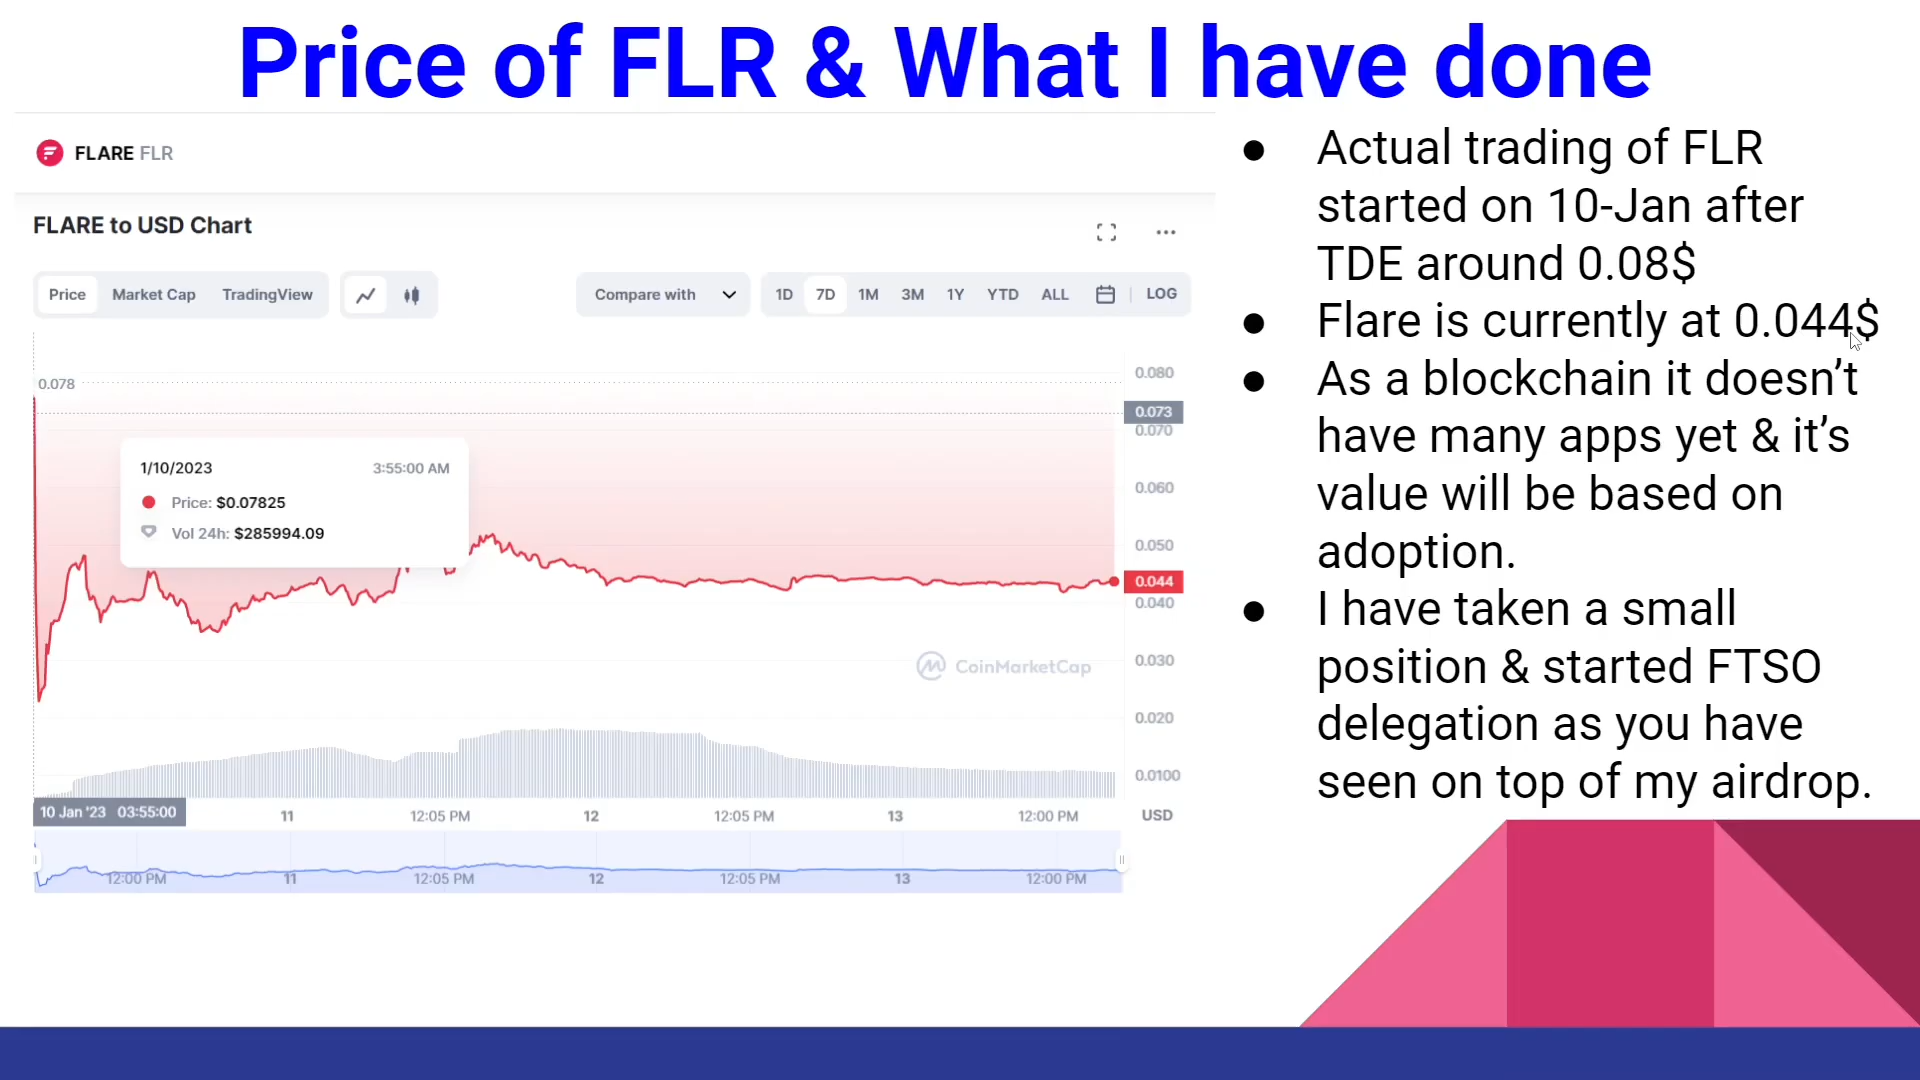 Price of FLR & What I have done
FLARE FLR
FLARE to USD Chart
Price Market Cap TradingView
Compare with
1D 7D 1M 3M 1Y YTD ALL LOG
0.078
1/10/2023 3:55:00 AM
Price: $0.07825
Vol 24h: $285994.09
0.080
0.073
0.070
0.060
0.050
0.044
0.040
0.030
0.020
0.0100
CoinMarketCap
10 Jan '23 03:55:00 11 12:05 PM 12 12:05 PM 13 12:00 PM USD
12:00 PM 11 12:05 PM 12 12:05 PM 13 12:00 PM
● Actual trading of FLR
started on 10-Jan after
TDE around 0.08$
● Flare is currently at 0.044$
● As a blockchain it doesn’t
have many apps yet & it’s
value will be based on
adoption.
● I have taken a small
position & started FTSO
delegation as you have
seen on top of my airdrop.